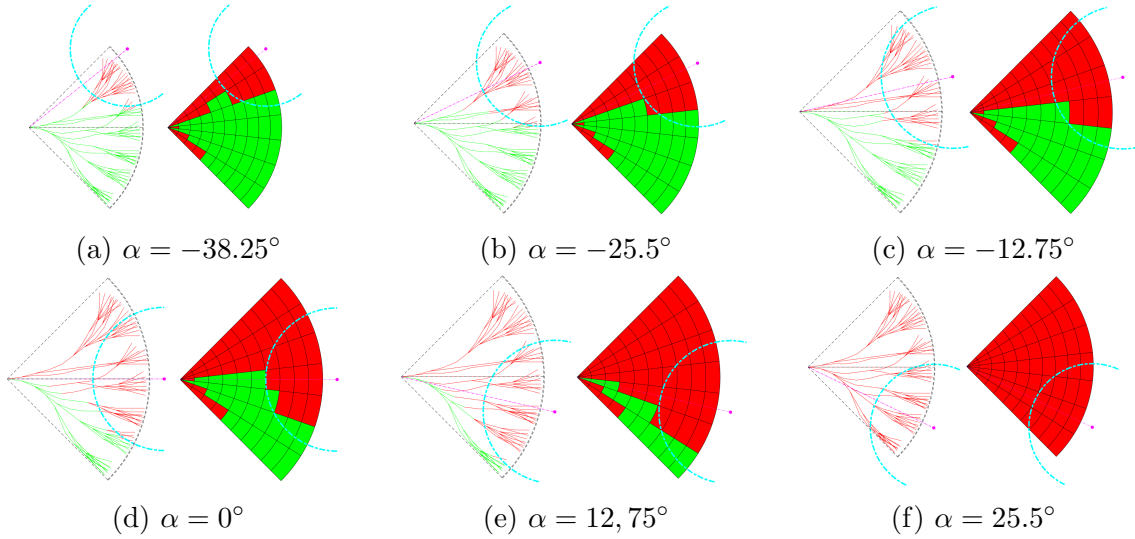 (a) α = −38.25°
(b) α = −25.5°
(c) α = −12.75°
(d) α = 0°
(e) α = 12, 75°
(f) α = 25.5°